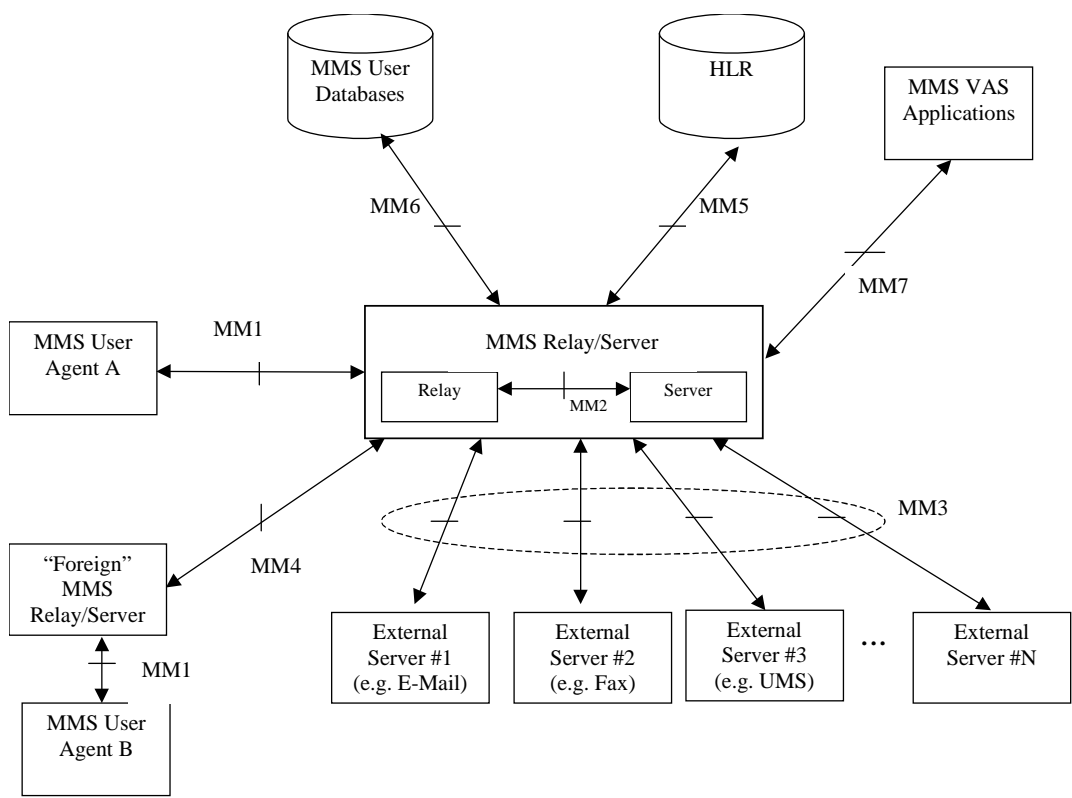 MMS User
Databases
HLR
MMS VAS
Applications
MM6
MM5
MM7
MMS User
Agent A
MM1
MMS Relay/Server
Relay
MM2
Server
MM3
MM4
“Foreign”
MMS
Relay/Server
MM1
MMS User
Agent B
External
Server #1
(e.g. E-Mail)
External
Server #2
(e.g. Fax)
External
Server #3
(e.g. UMS)
...
External
Server #N